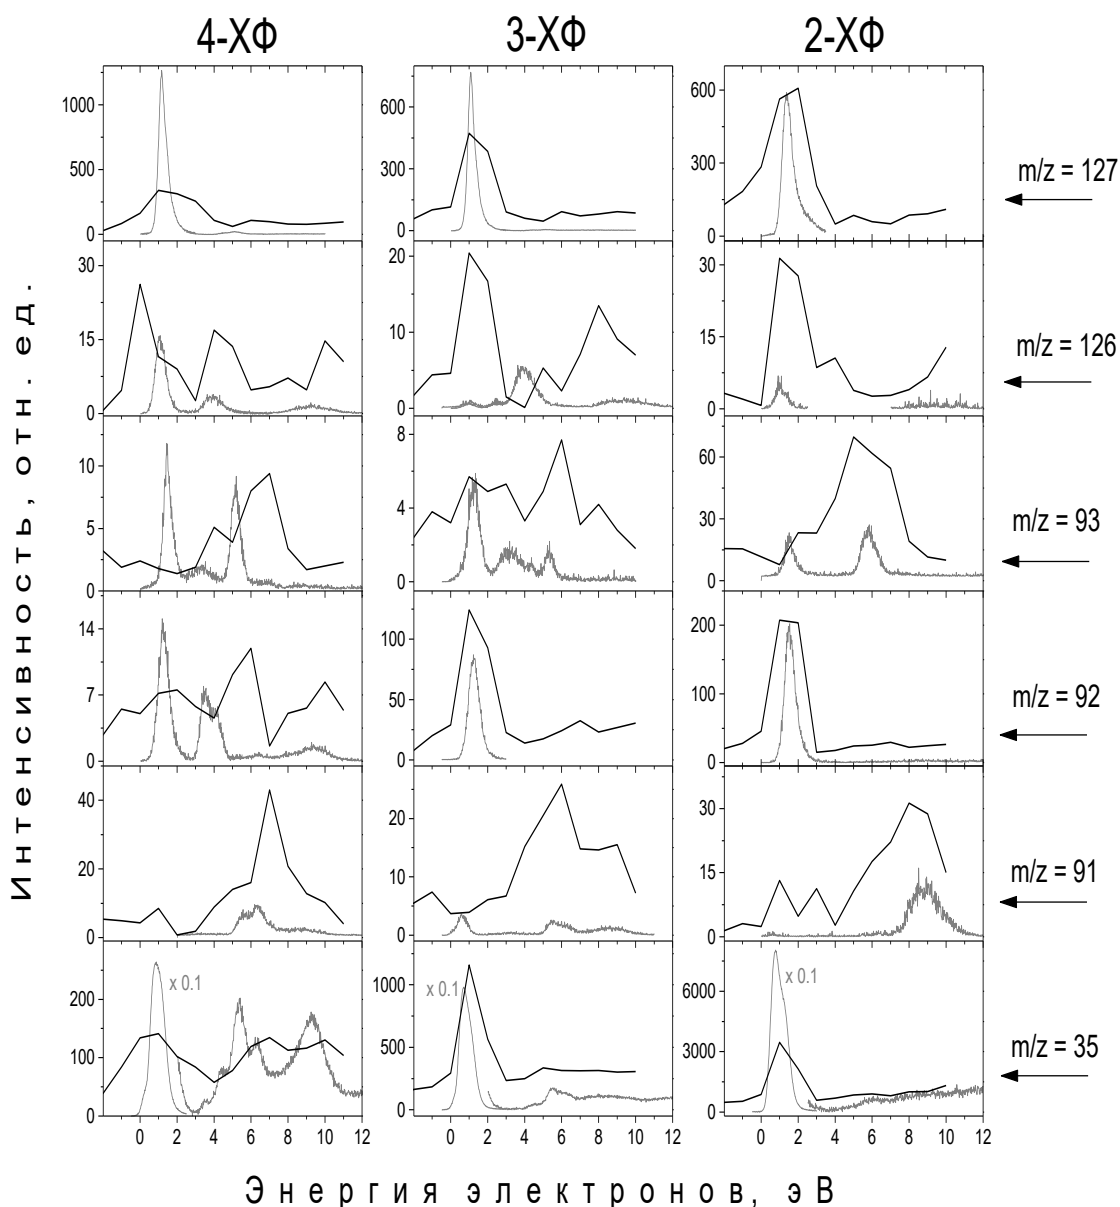 4-ХФ 3-ХФ 2-ХФ
Интенсивность, отн. ед.
1000 500 0
600 300 0
600 300 0
m/z = 127
30 15 0
20 10 0
30 15 0
m/z = 126
10 5 0
8 4 0
60 30 0
m/z = 93
14 7 0
100 50 0
200 100 0
m/z = 92
40 20 0
20 10 0
30 15 0
m/z = 91
200 100 0
x 0.1
1000 500 0
x 0.1
6000 3000 0
x 0.1
m/z = 35
0 2 4 6 8 10 12
0 2 4 6 8 10 12
0 2 4 6 8 10 12
Энергия электронов, эВ